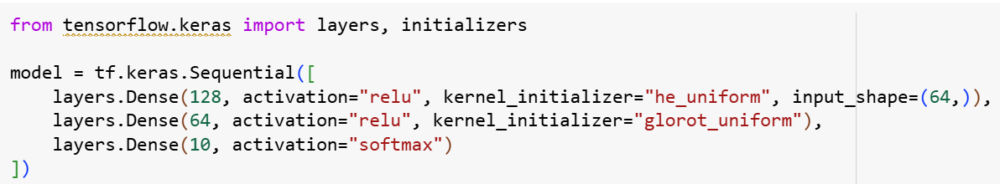 from tensorflow.keras import layers, initializers
model = tf.keras.Sequential([
    layers.Dense(128, activation="relu", kernel_initializer="he_uniform", input_shape=(64,)),
    layers.Dense(64, activation="relu", kernel_initializer="glorot_uniform"),
    layers.Dense(10, activation="softmax")
])